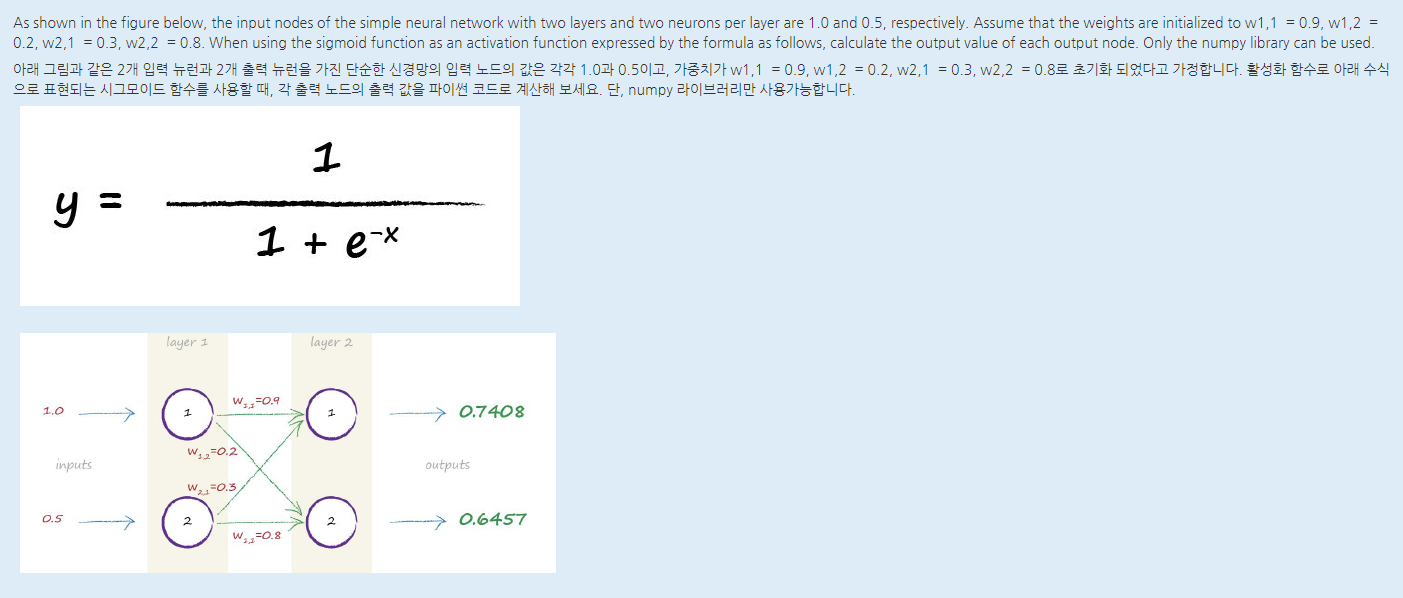 As shown in the figure below, the input nodes of the simple neural network with two layers and two neurons per layer are 1.0 and 0.5, respectively. Assume that the weights are initialized to w1,1 = 0.9, w1,2 =
0.2, w2,1 = 0.3, w2,2 = 0.8. When using the sigmoid function as an activation function expressed by the formula as follows, calculate the output value of each output node. Only the numpy library can be used.
아래 그림과 같은 2개 입력 뉴런과 2개 출력 뉴런을 가진 단순한 신경망의 입력 노드의 값은 각각 1.0과 0.5이고, 가중치가 w1,1 = 0.9, w1,2 = 0.2, w2,1 = 0.3, w2,2 = 0.8로 초기화 되었다고 가정합니다. 활성화 함수로 아래 수식
으로 표현되는 시그모이드 함수를 사용할 때, 각 출력 노드의 출력 값을 파이썬 코드로 계산해 보세요. 단, numpy 라이브러리만 사용가능합니다.
1
y =
1 + e^-x
layer 1 layer 2
1.0 1 w1,1=0.9 1 0.7408
w1,2=0.2
inputs outputs
w2,1=0.3
0.5 2 2 0.6457
=0.8